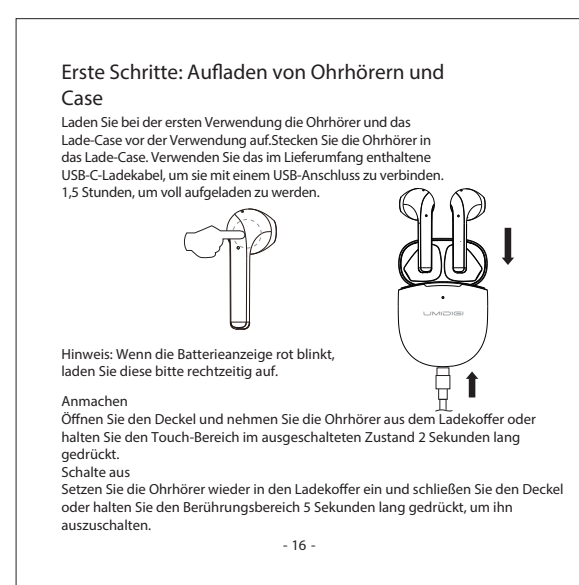 Erste Schritte: Aufladen von Ohrhörern und
Case
Laden Sie bei der ersten Verwendung die Ohrhörer und das
Lade-Case vor der Verwendung auf.Stecken Sie die Ohrhörer in
das Lade-Case. Verwenden Sie das im Lieferumfang enthaltene
USB-C-Ladekabel, um sie mit einem USB-Anschluss zu verbinden.
1,5 Stunden, um voll aufgeladen zu werden.
UMIDIGI
Hinweis: Wenn die Batterieanzeige rot blinkt,
laden Sie diese bitte rechtzeitig auf.
Anmachen
Öffnen Sie den Deckel und nehmen Sie die Ohrhörer aus dem Ladekoffer oder
halten Sie den Touch-Bereich im ausgeschalteten Zustand 2 Sekunden lang
gedrückt.
Schalte aus
Setzen Sie die Ohrhörer wieder in den Ladekoffer ein und schließen Sie den Deckel
oder halten Sie den Berührungsbereich 5 Sekunden lang gedrückt, um ihn
auszuschalten.
- 16 -